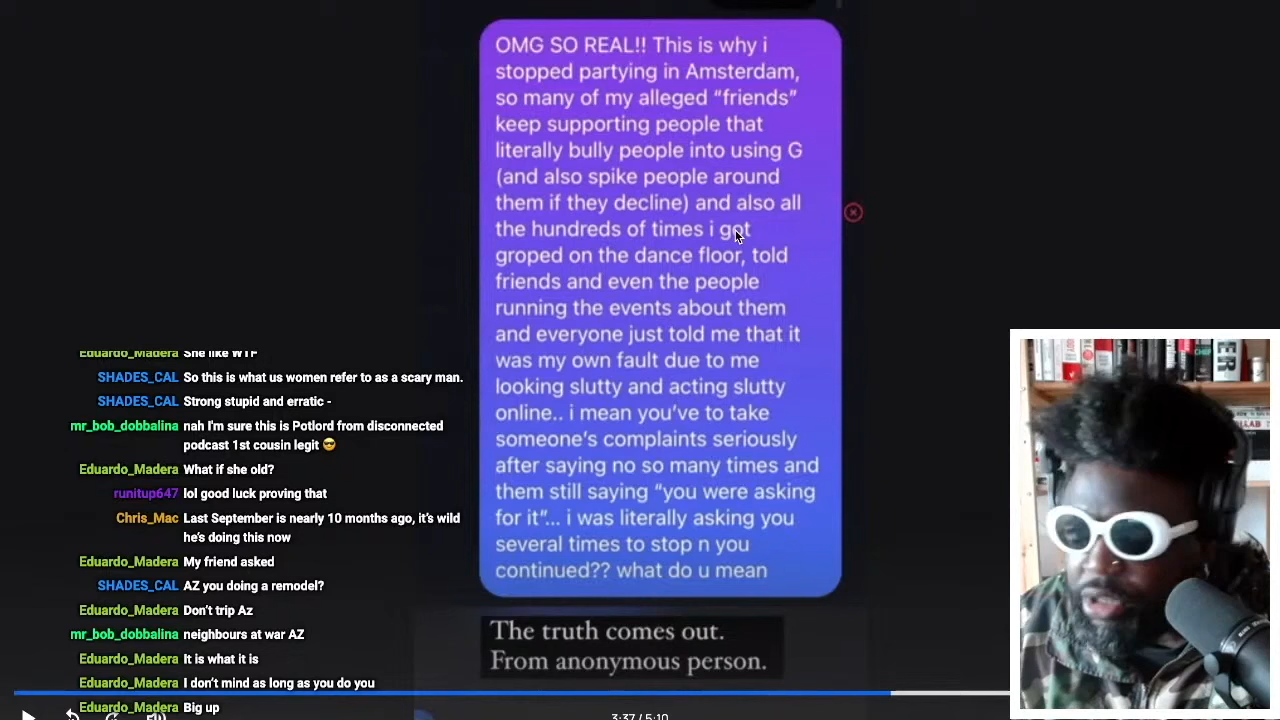 OMG SO REAL!! This is why i
stopped partying in Amsterdam,
so many of my alleged “friends”
keep supporting people that
literally bully people into using G
(and also spike people around
them if they decline) and also all
the hundreds of times i got
groped on the dance floor, told
friends and even the people
running the events about them
and everyone just told me that it
was my own fault due to me
looking slutty and acting slutty
online.. i mean you’ve to take
someone’s complaints seriously
after saying no so many times and
them still saying “you were asking
for it”... i was literally asking you
several times to stop n you
continued?? what do u mean
The truth comes out.
From anonymous person.
Eduardo_Madera She like WTF
SHADES_CAL So this is what us women refer to as a scary man.
SHADES_CAL Strong stupid and erratic -
mr_bob_dobbalina nah I'm sure this is Potlord from disconnected
podcast 1st cousin legit 😎
Eduardo_Madera What if she old?
runitup647 lol good luck proving that
Chris_Mac Last September is nearly 10 months ago, it's wild
he's doing this now
Eduardo_Madera My friend asked
SHADES_CAL AZ you doing a remodel?
Eduardo_Madera Don't trip Az
mr_bob_dobbalina neighbours at war AZ
Eduardo_Madera It is what it is
Eduardo_Madera I don't mind as long as you do you
Eduardo_Madera Big up
3:37 / 5:10